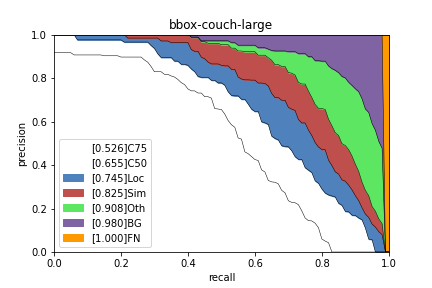 bbox-couch-large
1.0
0.8
0.6
0.4
0.2
0.0
precision
[0.526]C75
[0.655]C50
[0.745]Loc
[0.825]Sim
[0.908]Oth
[0.980]BG
[1.000]FN
0.0 0.2 0.4 0.6 0.8 1.0
recall